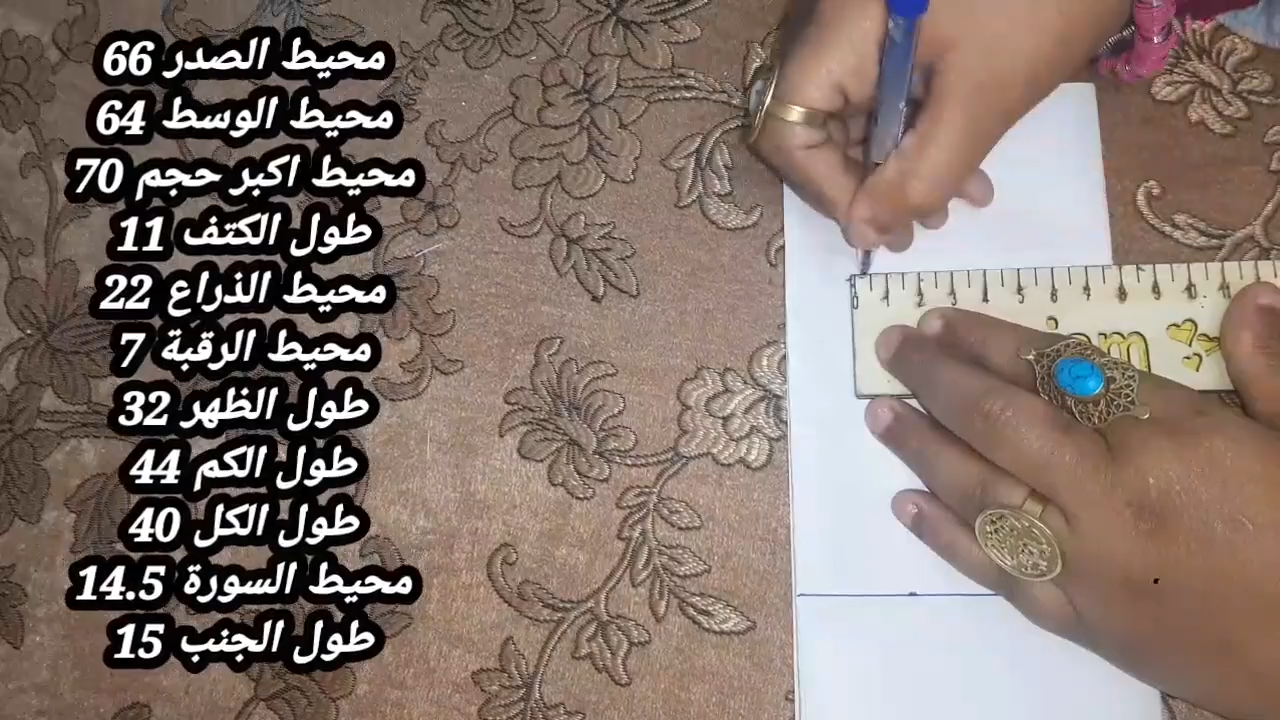 محيط الصدر 66
محيط الوسط 64
محيط اكبر حجم 70
طول الكتف 11
محيط الذراع 22
محيط الرقبة 7
طول الظهر 32
طول الكم 44
طول الكل 40
محيط السورة 14.5
طول الجنب 15